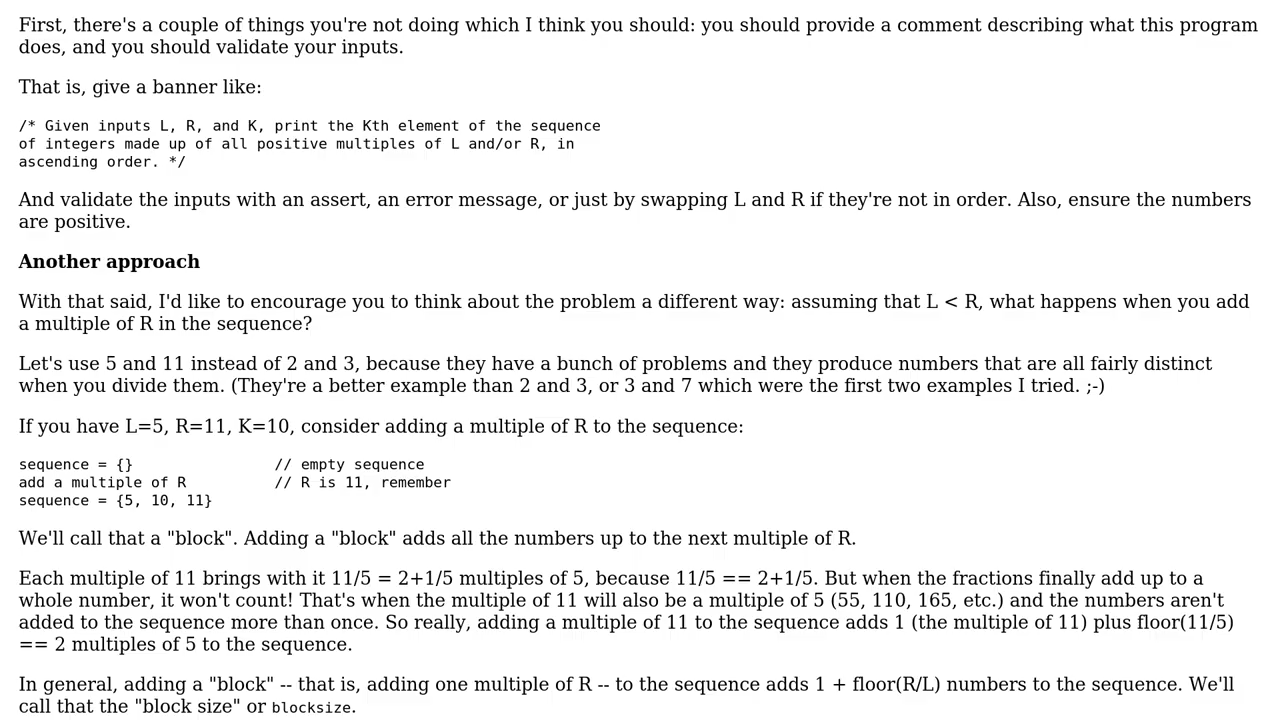 First, there's a couple of things you're not doing which I think you should: you should provide a comment describing what this program
does, and you should validate your inputs.
That is, give a banner like:
/* Given inputs L, R, and K, print the Kth element of the sequence
of integers made up of all positive multiples of L and/or R, in
ascending order. */
And validate the inputs with an assert, an error message, or just by swapping L and R if they're not in order. Also, ensure the numbers
are positive.
Another approach
With that said, I'd like to encourage you to think about the problem a different way: assuming that L < R, what happens when you add
a multiple of R in the sequence?
Let's use 5 and 11 instead of 2 and 3, because they have a bunch of problems and they produce numbers that are all fairly distinct
when you divide them. (They're a better example than 2 and 3, or 3 and 7 which were the first two examples I tried. ;-)
If you have L=5, R=11, K=10, consider adding a multiple of R to the sequence:
sequence = {}                // empty sequence
add a multiple of R          // R is 11, remember
sequence = {5, 10, 11}
We'll call that a "block". Adding a "block" adds all the numbers up to the next multiple of R.
Each multiple of 11 brings with it 11/5 = 2+1/5 multiples of 5, because 11/5 == 2+1/5. But when the fractions finally add up to a
whole number, it won't count! That's when the multiple of 11 will also be a multiple of 5 (55, 110, 165, etc.) and the numbers aren't
added to the sequence more than once. So really, adding a multiple of 11 to the sequence adds 1 (the multiple of 11) plus floor(11/5)
== 2 multiples of 5 to the sequence.
In general, adding a "block" -- that is, adding one multiple of R -- to the sequence adds 1 + floor(R/L) numbers to the sequence. We'll
call that the "block size" or blocksize.